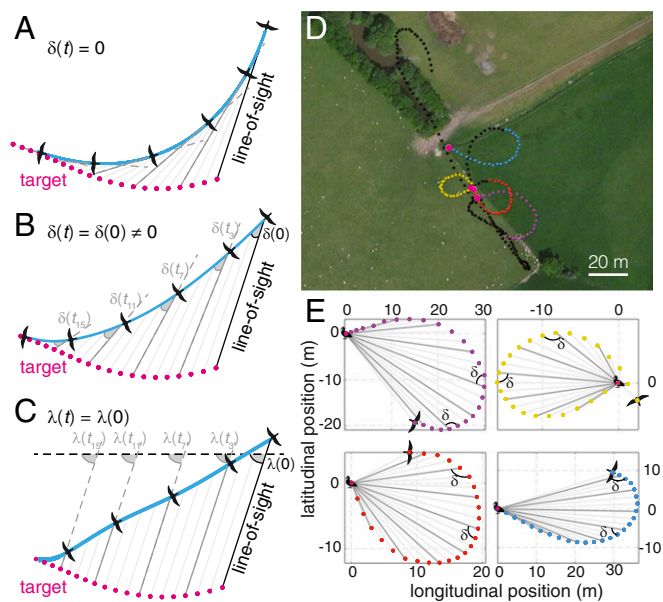 A
δ(t) = 0
line-of-sight
target
B
δ(t) = δ(0) ≠ 0
δ(0)
δ(t₃)
δ(t₇)
δ(t₁₁)
δ(t₁₅)
line-of-sight
target
C
λ(t) = λ(0)
λ(t₁₅) λ(t₁₁) λ(t₇) λ(t₃)
λ(0)
line-of-sight
target
D
20 m
E
0 10 20 30
0
-10
-20
δ
δ
-10 0
0
δ
δ
0
-10
δ
δ
0 10 20
10
0
-10
δ
δ
0 10 20 30
latitudinal position (m)
longitudinal position (m)